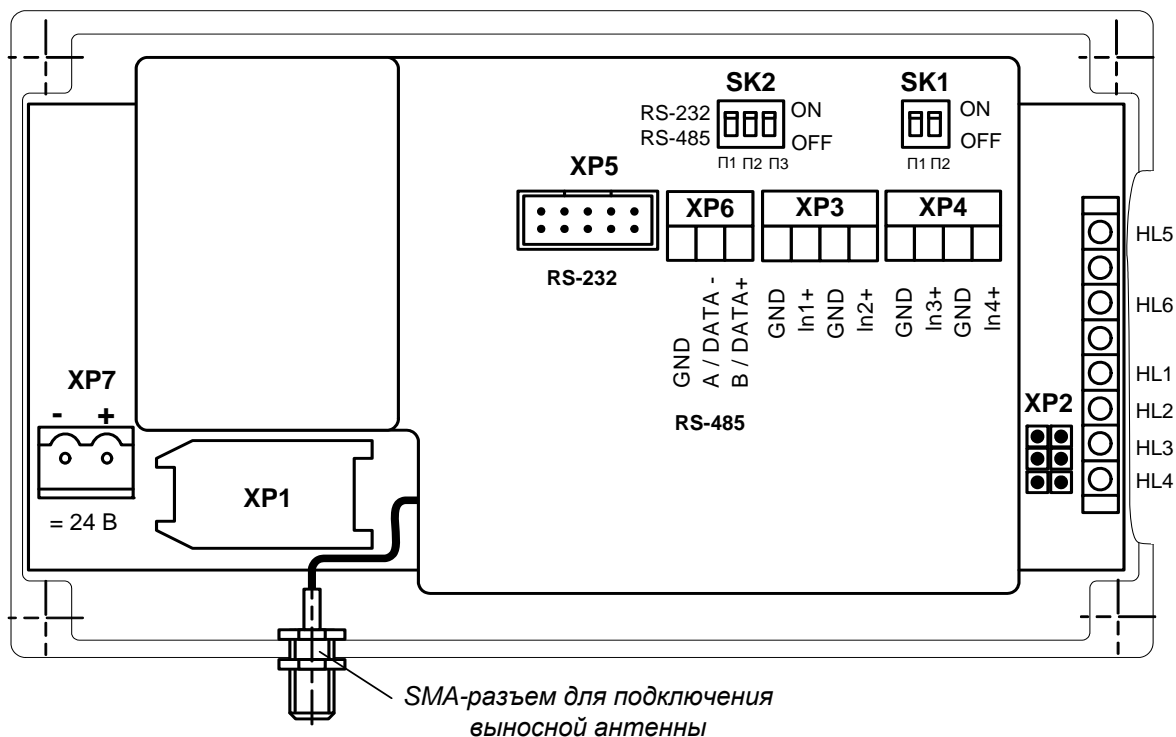 SK2
SK1
RS-232
ON
ON
RS-485
OFF
OFF
П1 П2 П3
П1 П2
XP5
XP6
XP3
XP4
RS-232
GND
A / DATA -
B / DATA+
GND
In1+
GND
In2+
GND
In3+
GND
In4+
RS-485
HL5
HL6
HL1
HL2
HL3
HL4
XP2
XP7
- +
= 24 В
XP1
SMA-разъем для подключения
выносной антенны